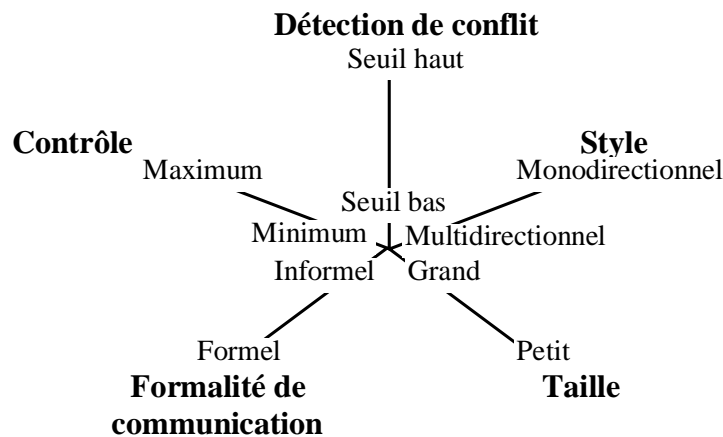 Détection de conflit
Seuil haut
Contrôle
Maximum
Style
Monodirectionnel
Seuil bas
Minimum
Multidirectionnel
Informel
Grand
Formel
Petit
Formalité de
communication
Taille